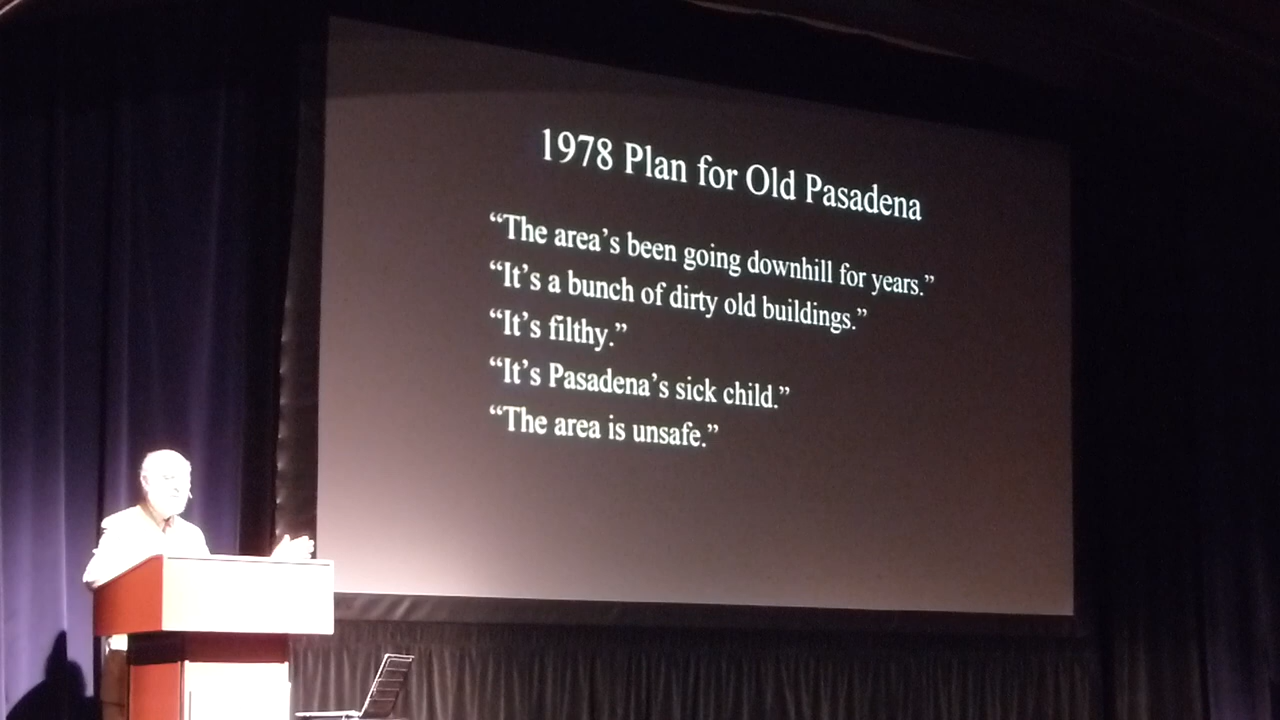 1978 Plan for Old Pasadena
“The area’s been going downhill for years.”
“It’s a bunch of dirty old buildings.”
“It’s filthy.”
“It’s Pasadena’s sick child.”
“The area is unsafe.”